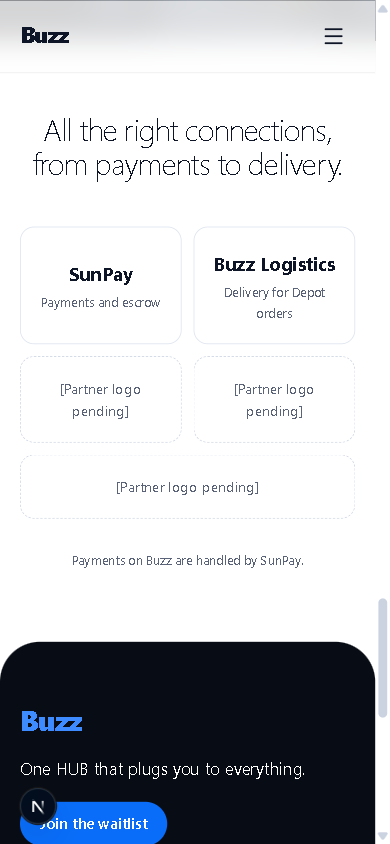 Buzz
All the right connections,
from payments to delivery.
SunPay
Payments and escrow
Buzz Logistics
Delivery for Depot
orders
[Partner logo
pending]
[Partner logo
pending]
[Partner logo pending]
Payments on Buzz are handled by SunPay.
Buzz
One HUB that plugs you to everything.
N
Join the waitlist